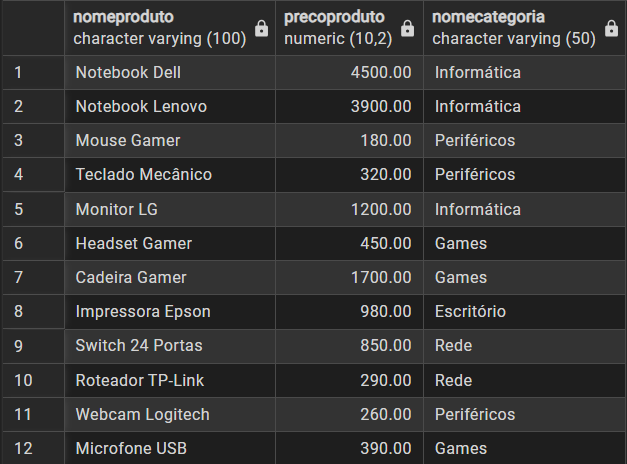 nomeproduto precoproduto nomecategoria
character varying (100) numeric (10,2) character varying (50)
1 Notebook Dell 4500.00 Informática
2 Notebook Lenovo 3900.00 Informática
3 Mouse Gamer 180.00 Periféricos
4 Teclado Mecânico 320.00 Periféricos
5 Monitor LG 1200.00 Informática
6 Headset Gamer 450.00 Games
7 Cadeira Gamer 1700.00 Games
8 Impressora Epson 980.00 Escritório
9 Switch 24 Portas 850.00 Rede
10 Roteador TP-Link 290.00 Rede
11 Webcam Logitech 260.00 Periféricos
12 Microfone USB 390.00 Games